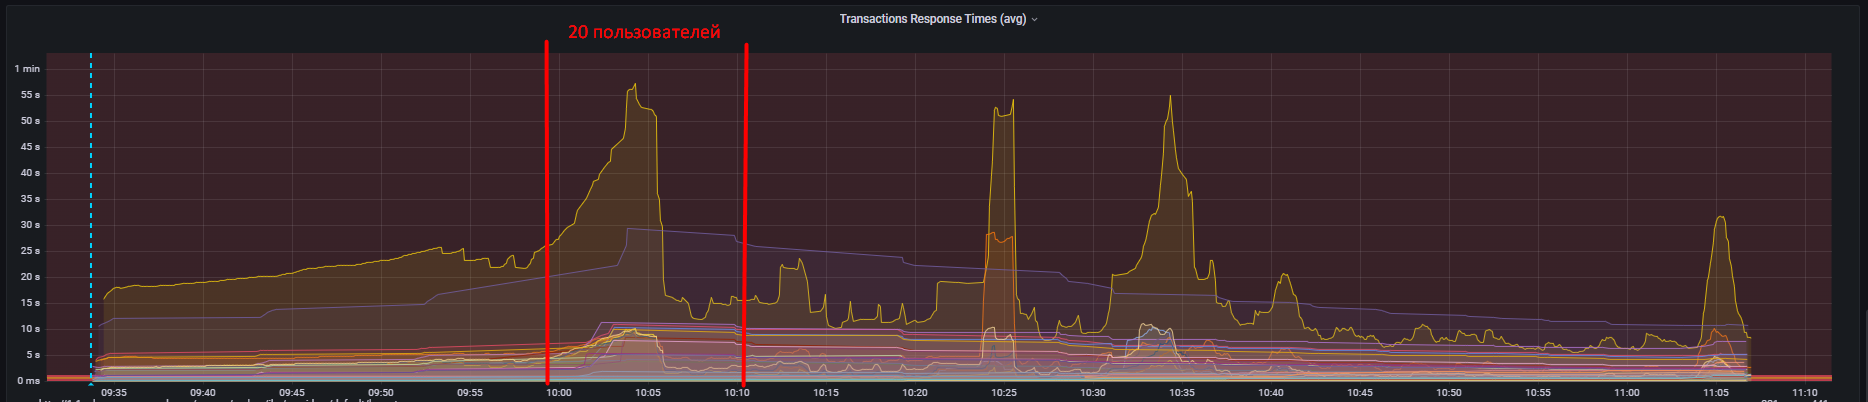 Transactions Response Times (avg)
20 пользователей
1 min
55 s
50 s
45 s
40 s
35 s
30 s
25 s
20 s
15 s
10 s
5 s
0 ms
09:35 09:40 09:45 09:50 09:55 10:00 10:05 10:10 10:15 10:20 10:25 10:30 10:35 10:40 10:45 10:50 10:55 11:00 11:05 11:10